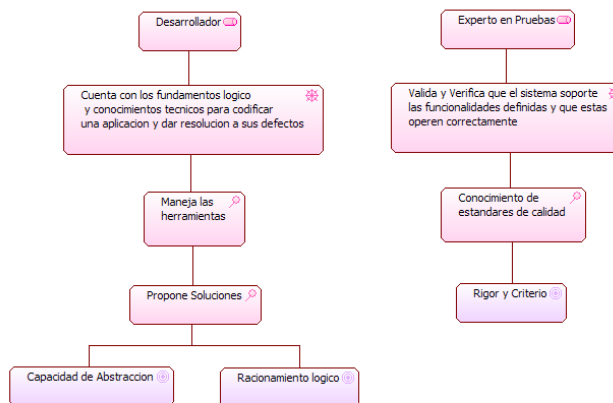 Desarrollador
Cuenta con los fundamentos logico
y conocimientos tecnicos para codificar
una aplicacion y dar resolucion a sus defectos
Maneja las
herramientas
Propone Soluciones
Capacidad de Abstraccion
Racionamiento logico
Experto en Pruebas
Valida y Verifica que el sistema soporte
las funcionalidades definidas y que estas
operen correctamente
Conocimiento de
estandares de calidad
Rigor y Criterio